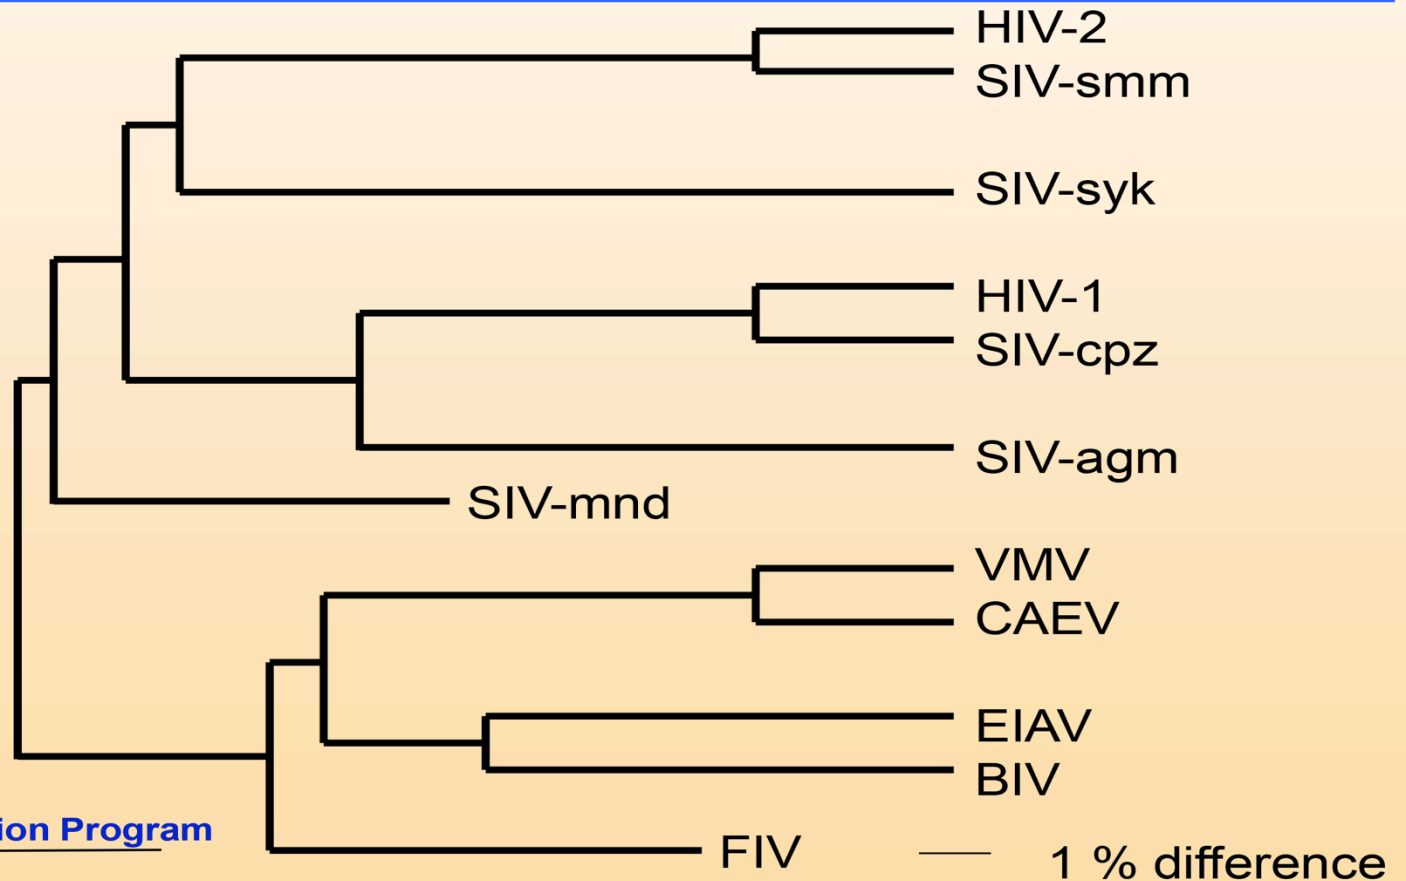 HIV-2
SIV-smm
SIV-syk
HIV-1
SIV-cpz
SIV-agm
SIV-mnd
VMV
CAEV
EIAV
BIV
ion Program
FIV
1 % difference